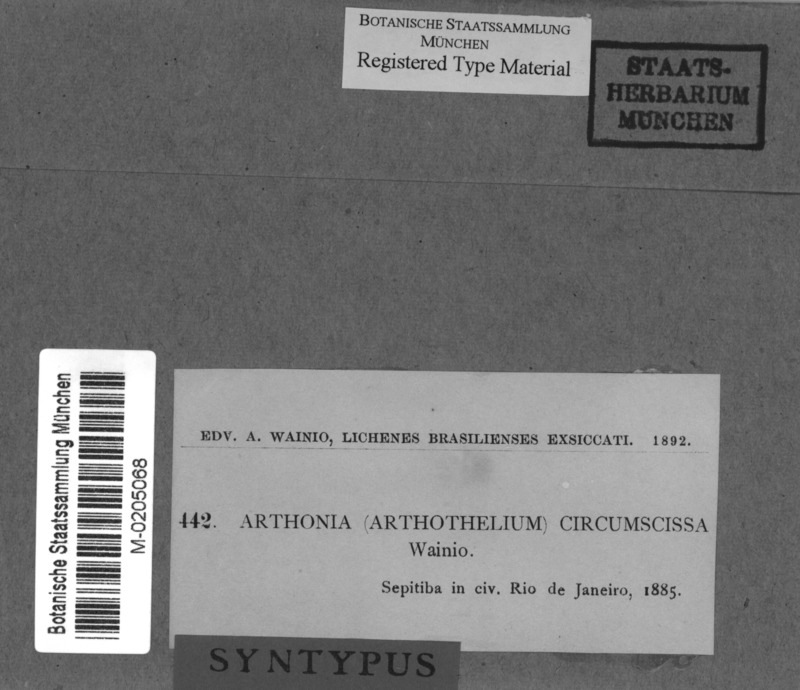 BOTANISCHE STAATSSAMMLUNG
MÜNCHEN
Registered Type Material
STAATS-
HERBARIUM
MÜNCHEN
Botanische Staatssammlung München
M-0205068
EDV. A. WAINIO, LICHENES BRASILIENSES EXSICCATI. 1892.
442. ARTHONIA (ARTHOTHELIUM) CIRCUMSCISSA
Wainio.
Sepitiba in civ. Rio de Janeiro, 1885.
SYNTYPUS